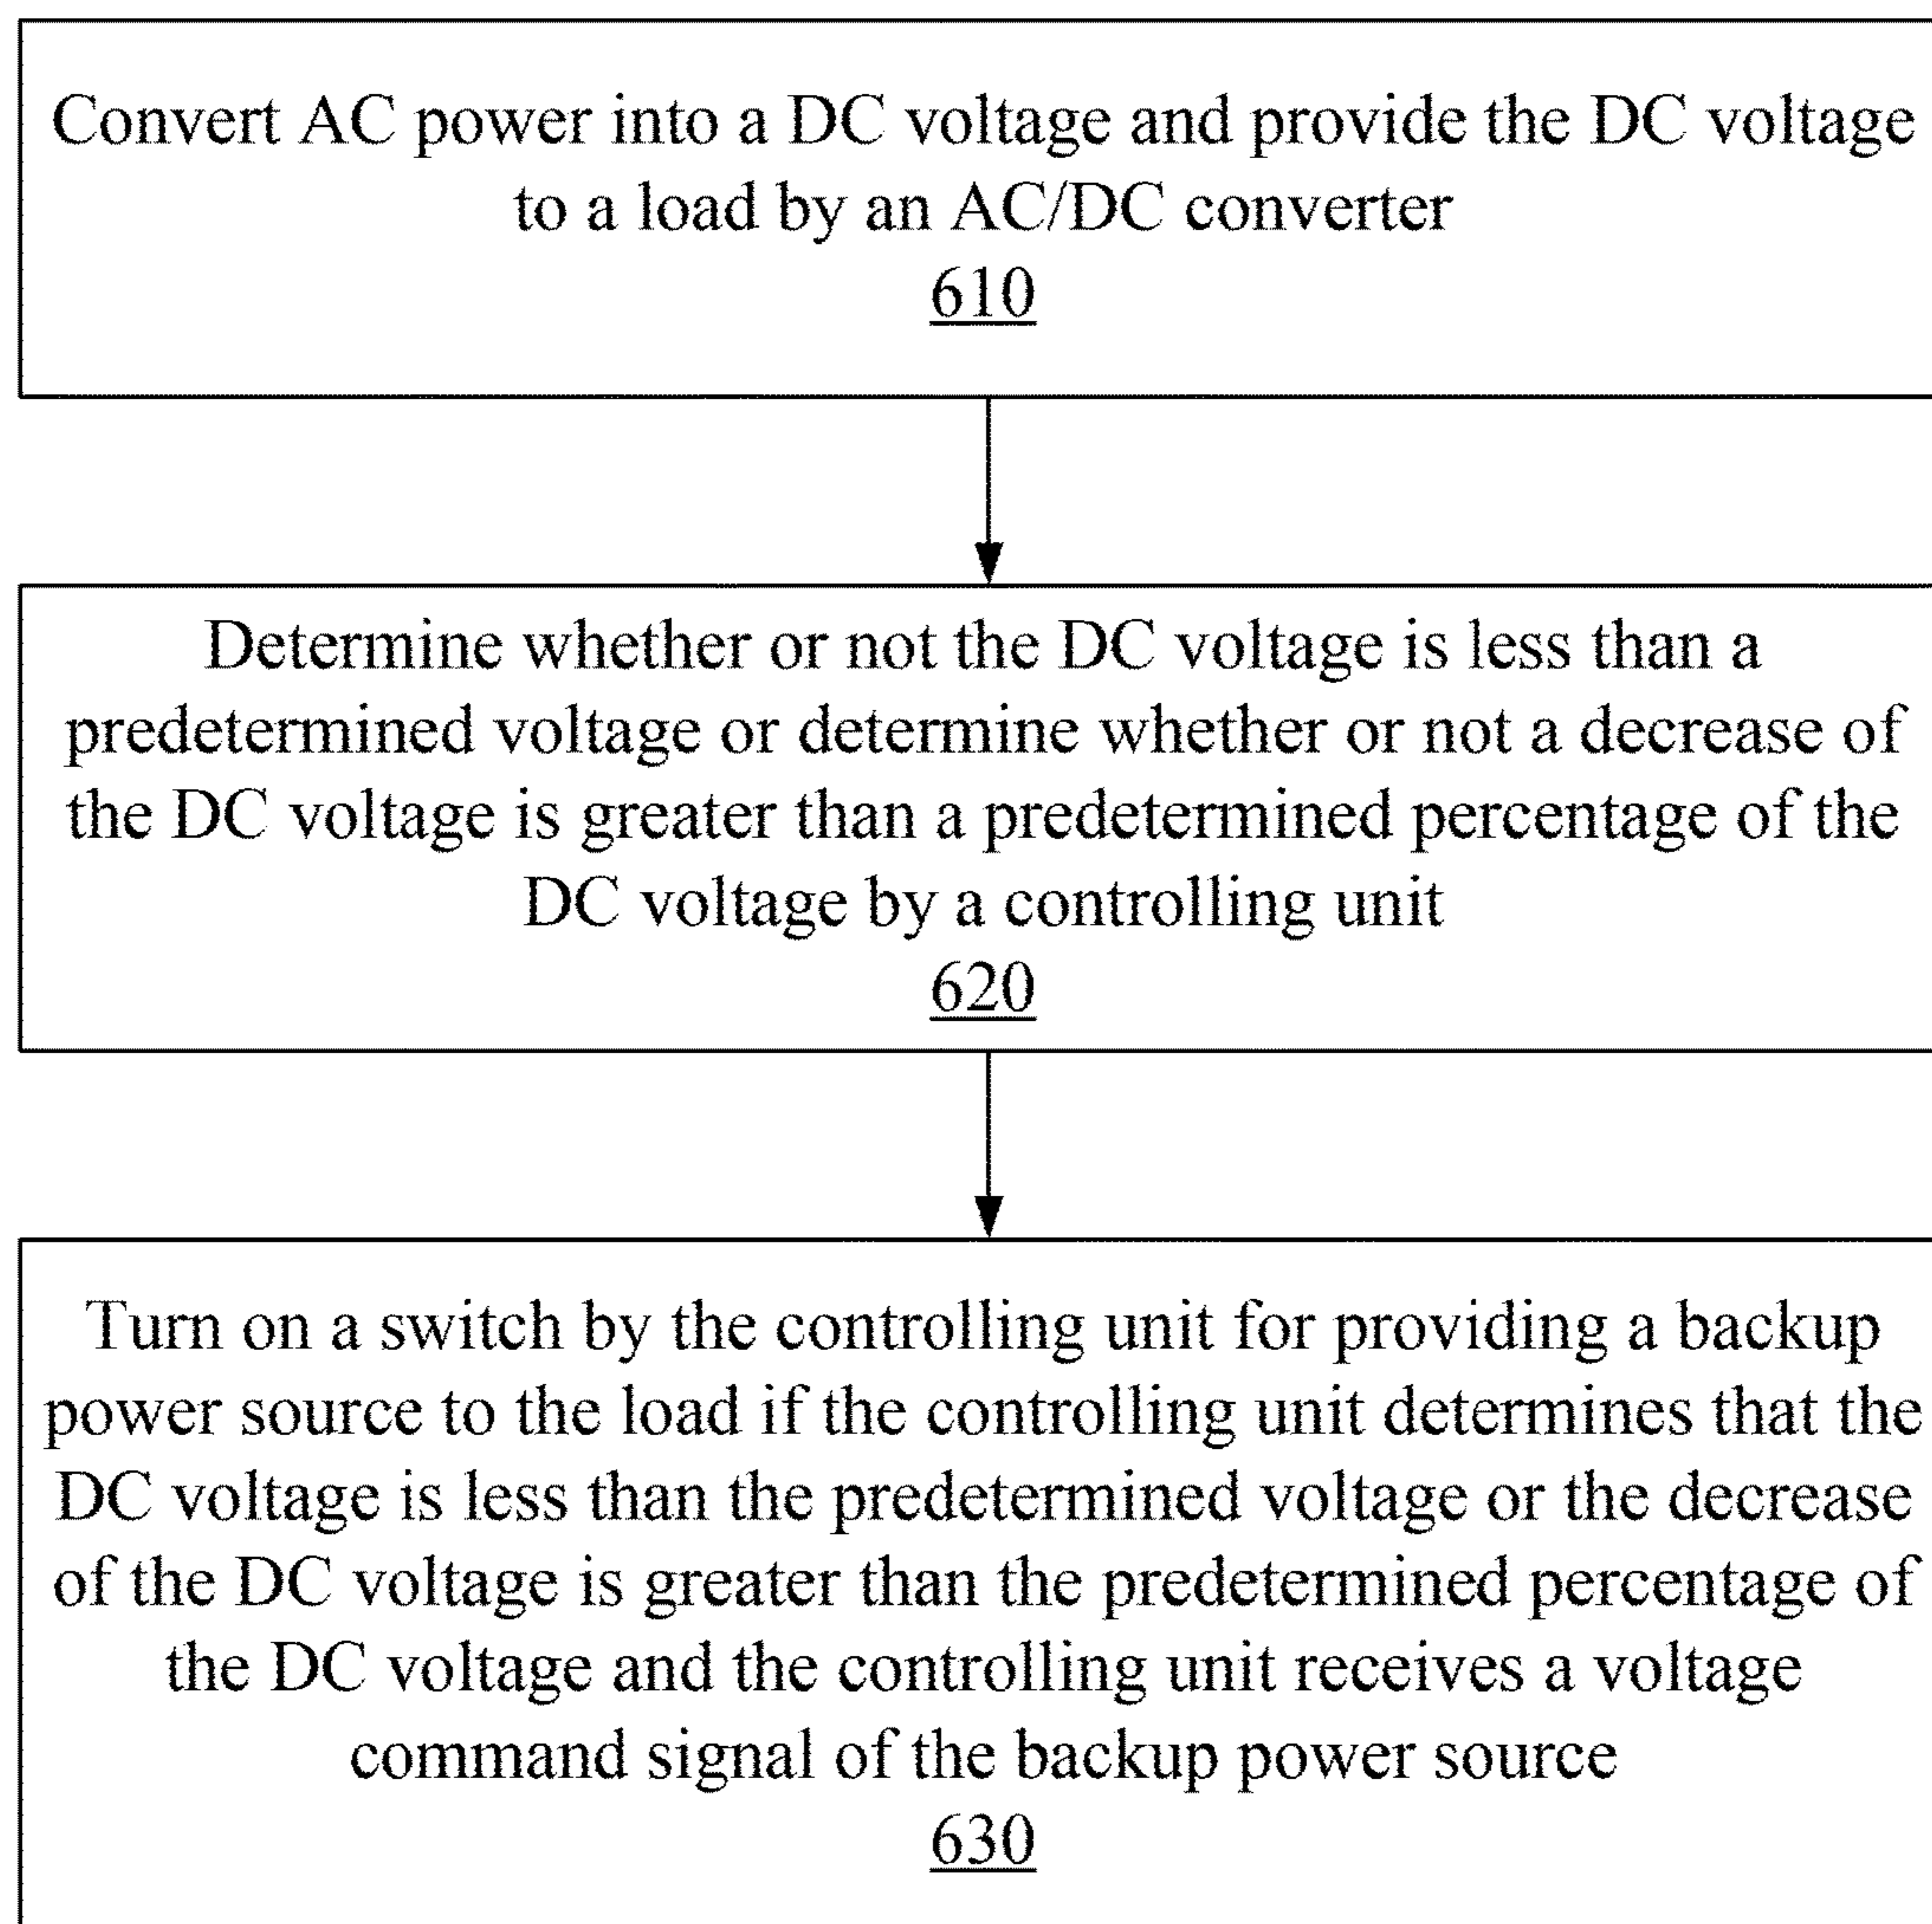 Convert AC power into a DC voltage and provide the DC voltage
to a load by an AC/DC converter
610
Determine whether or not the DC voltage is less than a
predetermined voltage or determine whether or not a decrease of
the DC voltage is greater than a predetermined percentage of the
DC voltage by a controlling unit
620
Turn on a switch by the controlling unit for providing a backup
power source to the load if the controlling unit determines that the
DC voltage is less than the predetermined voltage or the decrease
of the DC voltage is greater than the predetermined percentage of
the DC voltage and the controlling unit receives a voltage
command signal of the backup power source
630